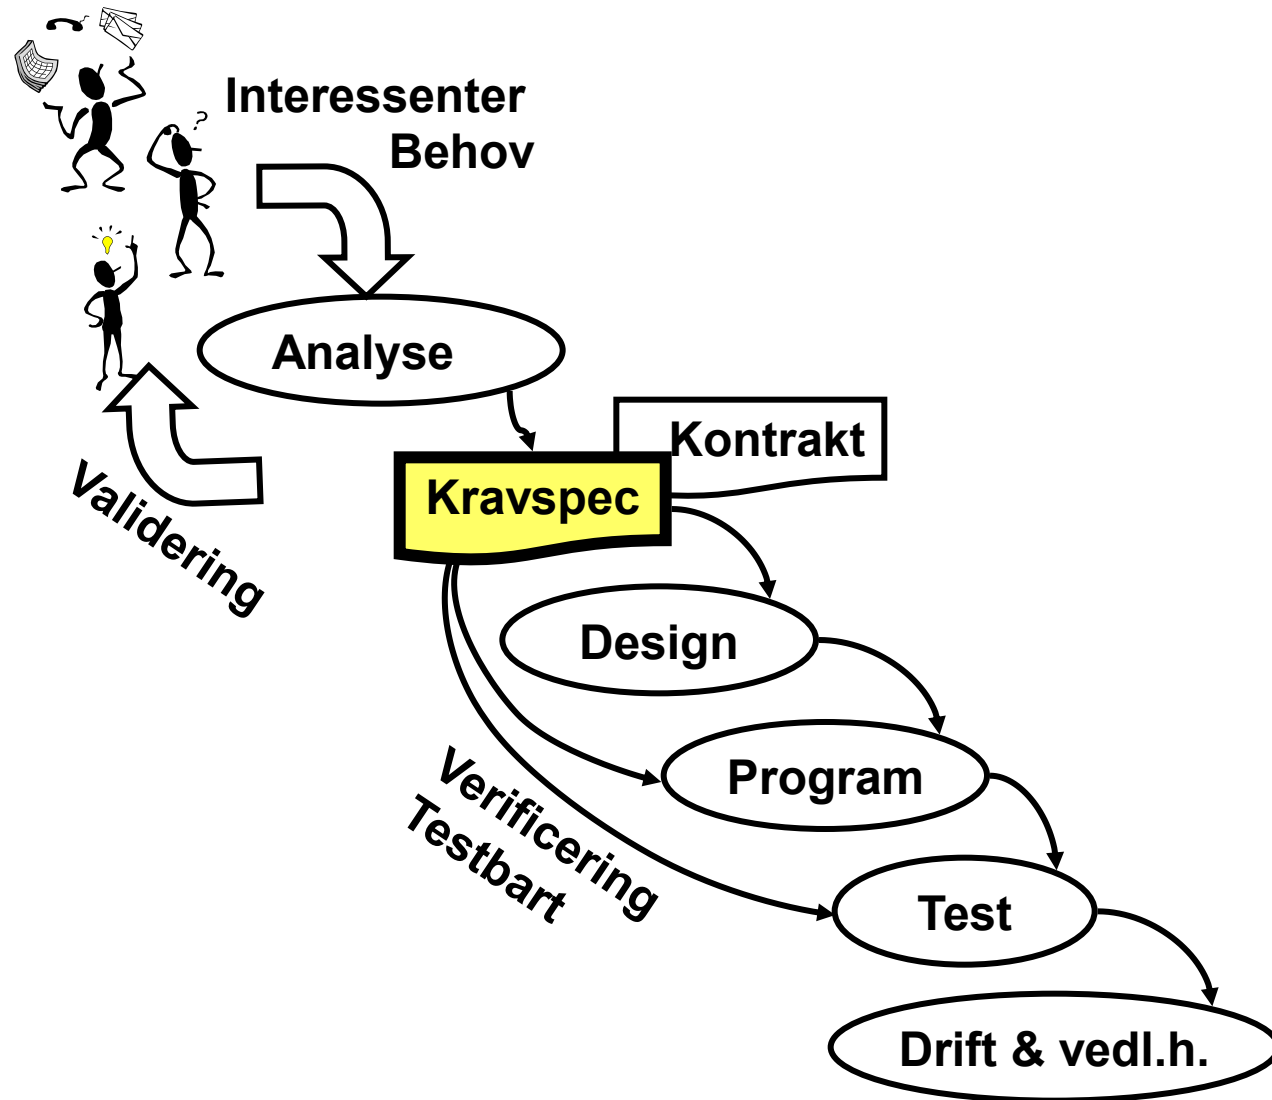 ?
Interessenter
Behov
Analyse
Kontrakt
Kravspec
Validering
Design
Program
Verificering
Testbart
Test
Drift & vedl.h.